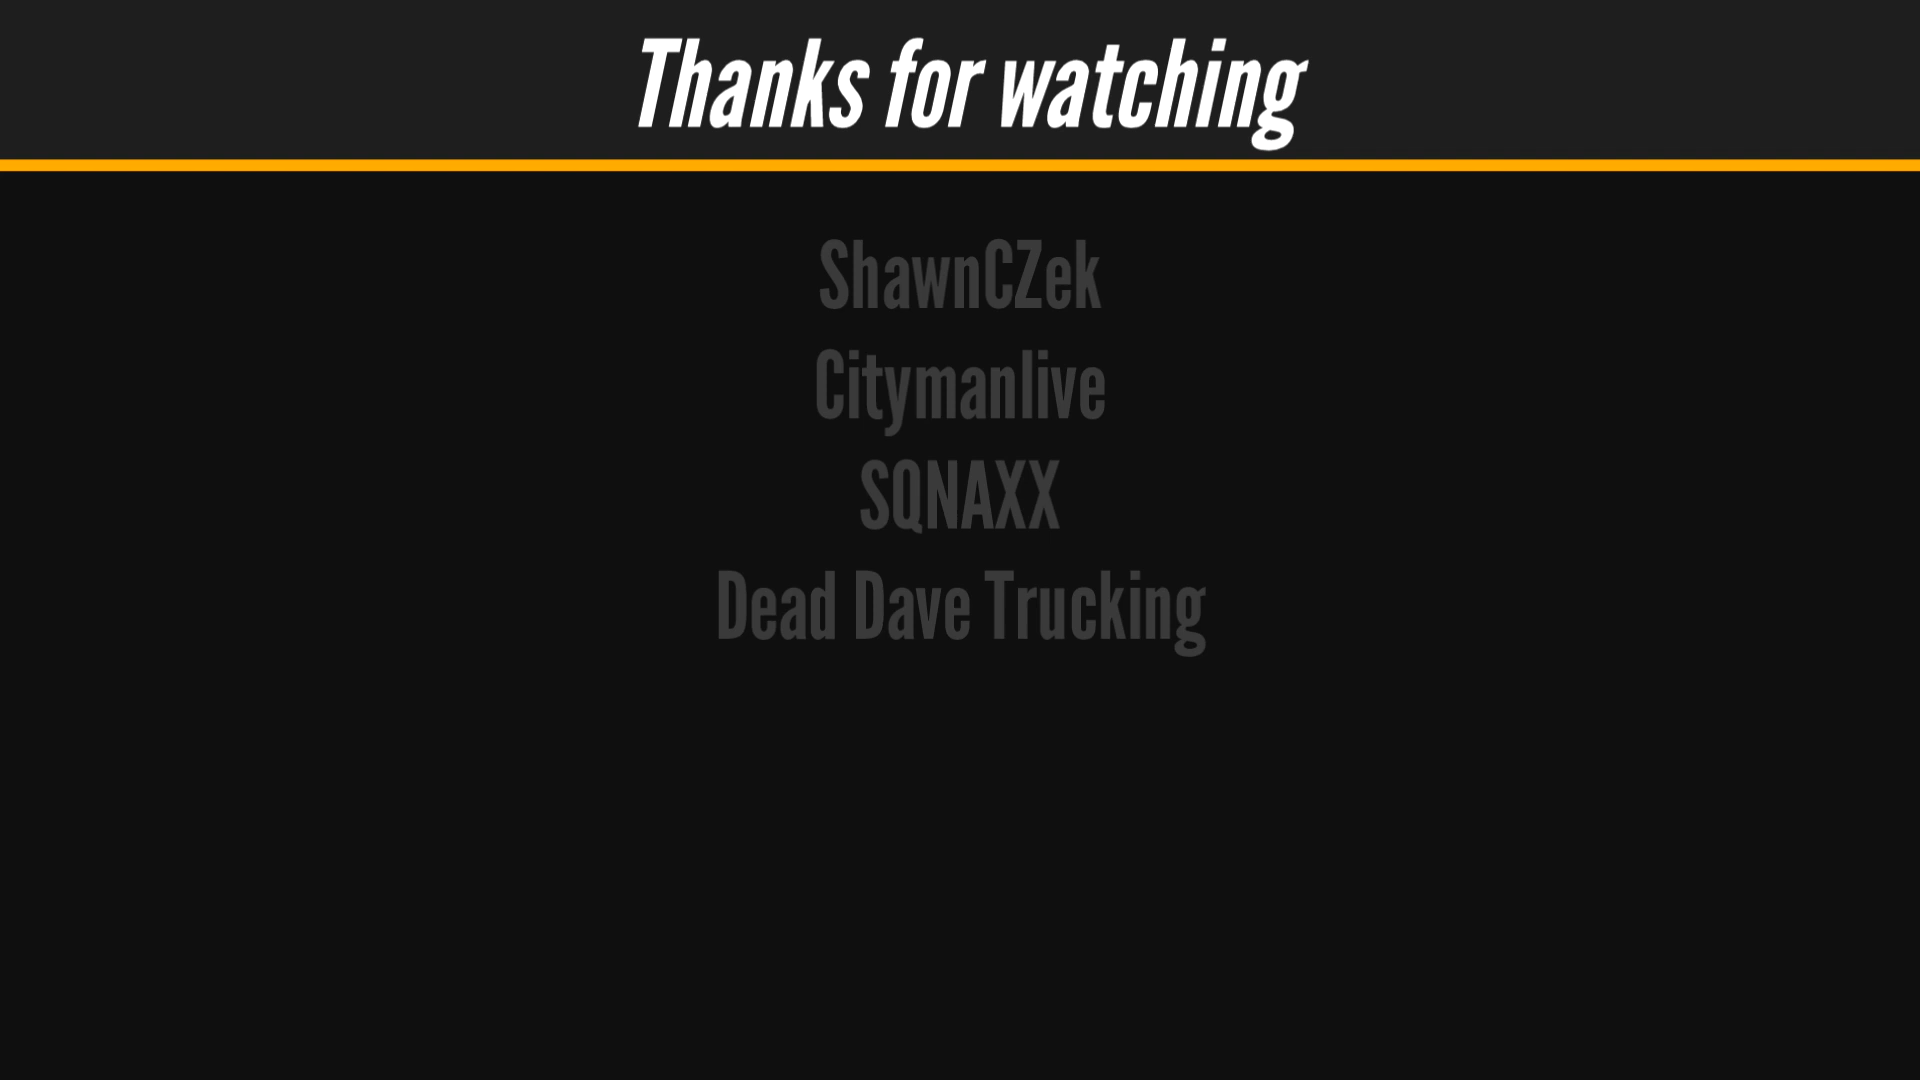 Thanks for watching
ShawnCZek
Citymanlive
SQNAXX
Dead Dave Trucking